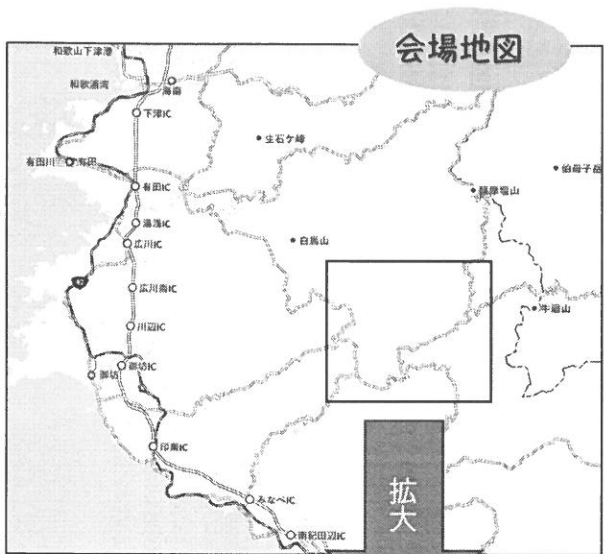 会場地図
和歌山下津港
和歌浦湾
海南
下津IC
生石ケ峰
有田川
有田
伯母子岳
有田IC
護摩壇山
湯浅IC
広川IC
白馬山
広川南IC
42
牛廻山
川辺IC
御坊
御坊IC
印南IC
みなべIC
南紀田辺IC
拡大